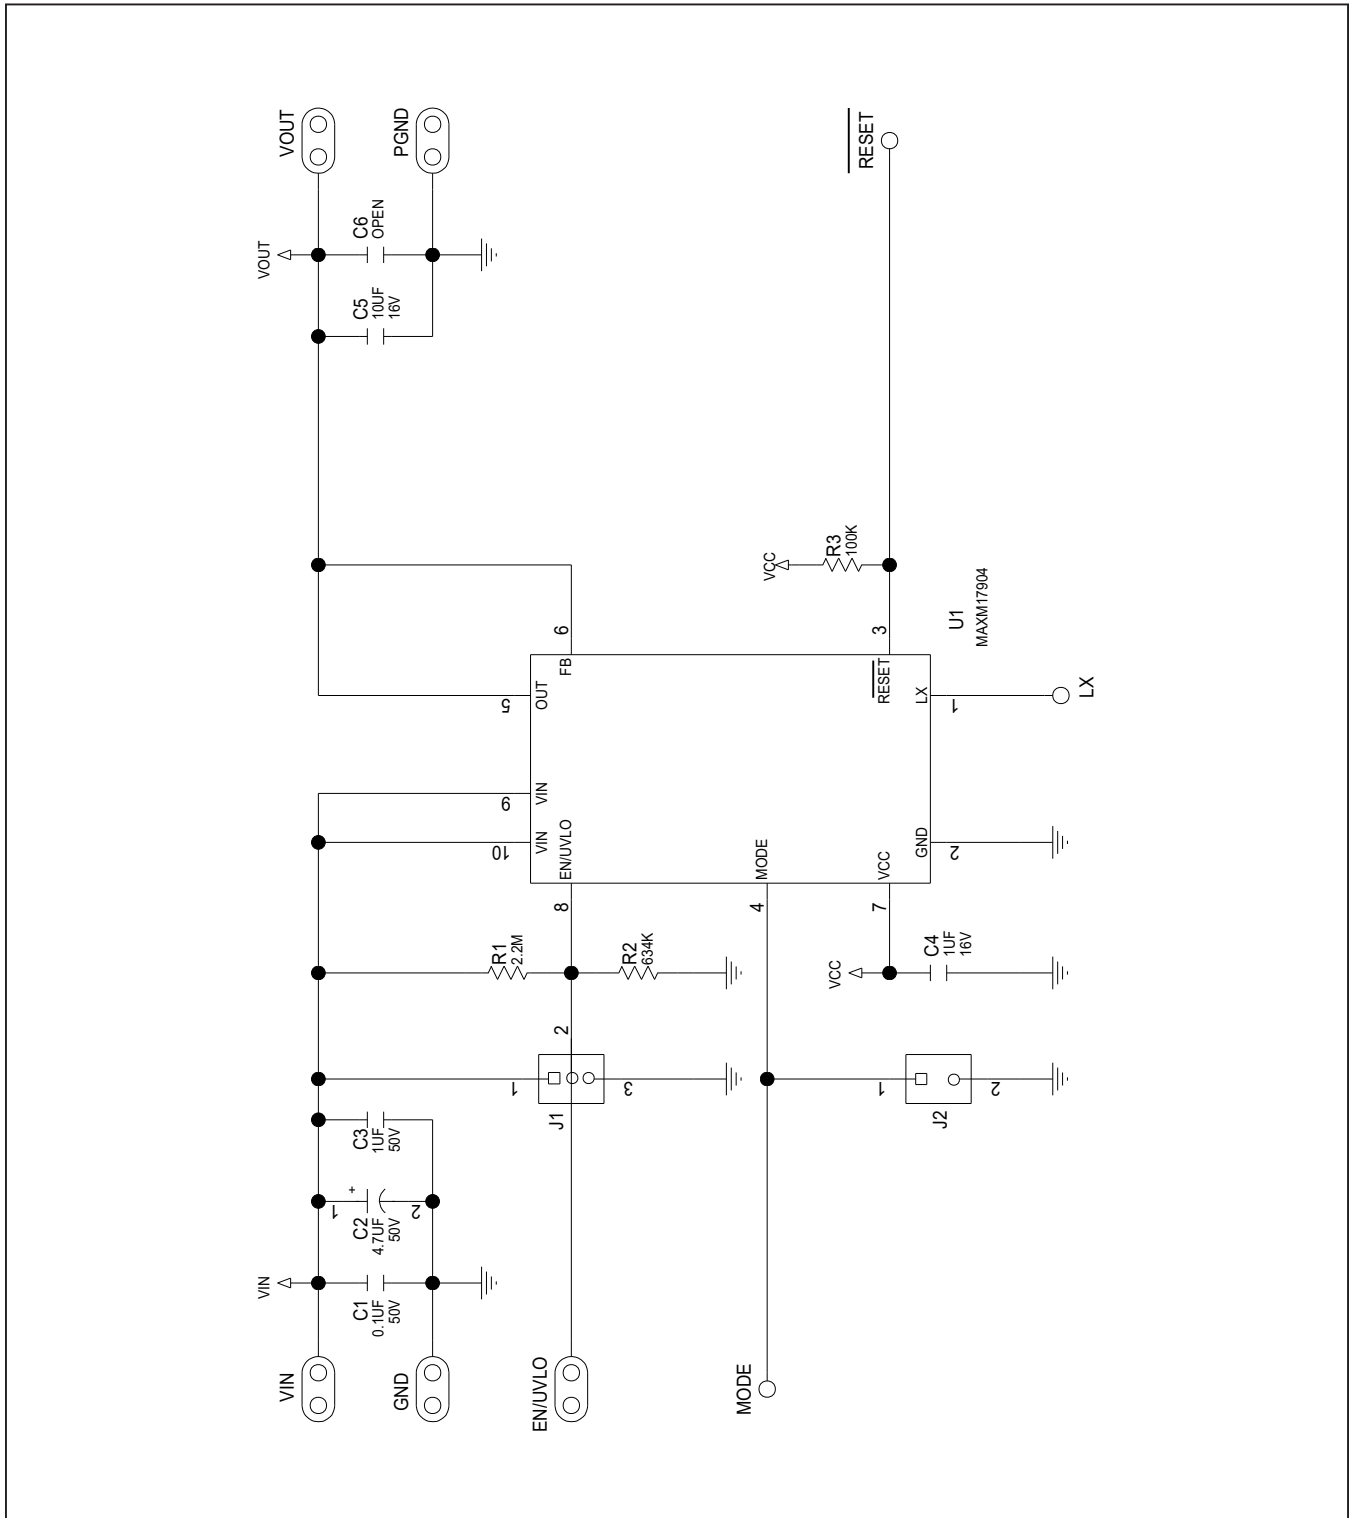 VIN
VIN
C1
0.1UF
50V
GND
1
+
C2
4.7UF
50V
2
C3
1UF
50V
VOUT
VOUT
C6
OPEN
C5
10UF
16V
PGND
EN/UVLO
J1
1
2
3
R1
2.2M
R2
634K
8
EN/UVLO
10
VIN
9
VIN
5
OUT
6
FB
MODE
4
MODE
J2
1
2
VCC
C4
1UF
16V
7
VCC
2
GND
1
LX
LX
3
RESET
U1
MAXM17904
VCC
R3
100K
RESET